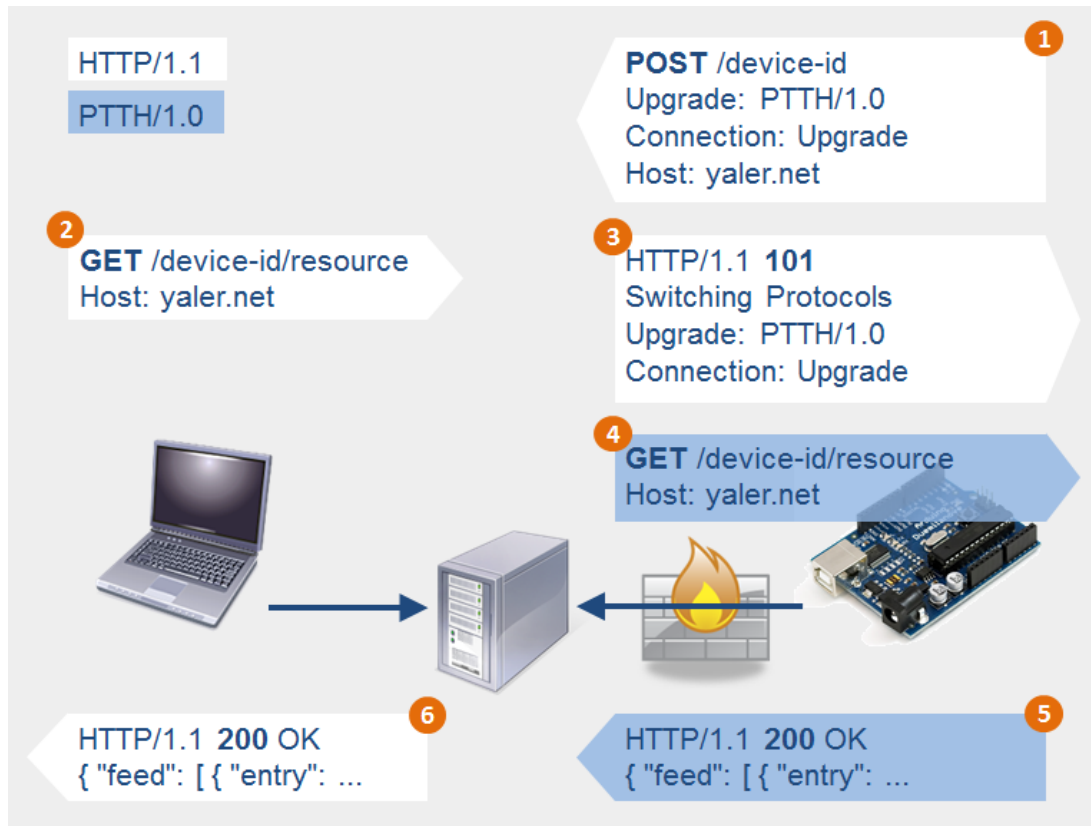 HTTP/1.1
PTTH/1.0
1
POST /device-id
Upgrade: PTTH/1.0
Connection: Upgrade
Host: yaler.net
2
GET /device-id/resource
Host: yaler.net
3
HTTP/1.1 101
Switching Protocols
Upgrade: PTTH/1.0
Connection: Upgrade
4
GET /device-id/resource
Host: yaler.net
5
HTTP/1.1 200 OK
{ "feed": [ { "entry": ...
6
HTTP/1.1 200 OK
{ "feed": [ { "entry": ...